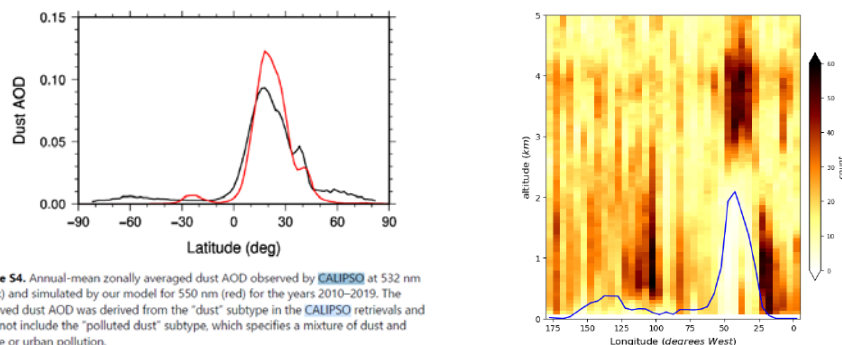 0.15
0.10
0.05
0.00
Dust AOD
−90 −60 −30 0 30 60 90
Latitude (deg)
e S4. Annual-mean zonally averaged dust AOD observed by CALIPSO at 532 nm
) and simulated by our model for 550 nm (red) for the years 2010–2019. The
ved dust AOD was derived from the “dust” subtype in the CALIPSO retrievals and
not include the “polluted dust” subtype, which specifies a mixture of dust and
e or urban pollution.
5
4
3
2
1
0
altitude (km)
175 150 125 100 75 50 25 0
Longitude (degrees West)
60
50
40
30
20
10
0
count